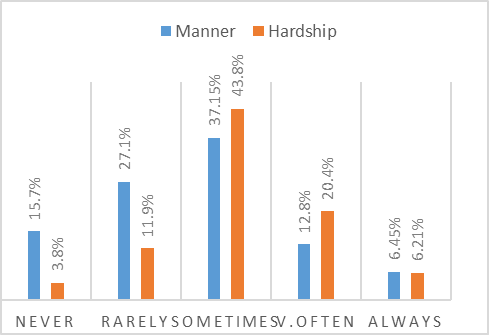 Manner Hardship
15.7% 3.8% 27.1% 11.9% 37.15% 43.8% 12.8% 20.4% 6.45% 6.21%
NEVER RARELY SOMETIMES V.OFTEN ALWAYS